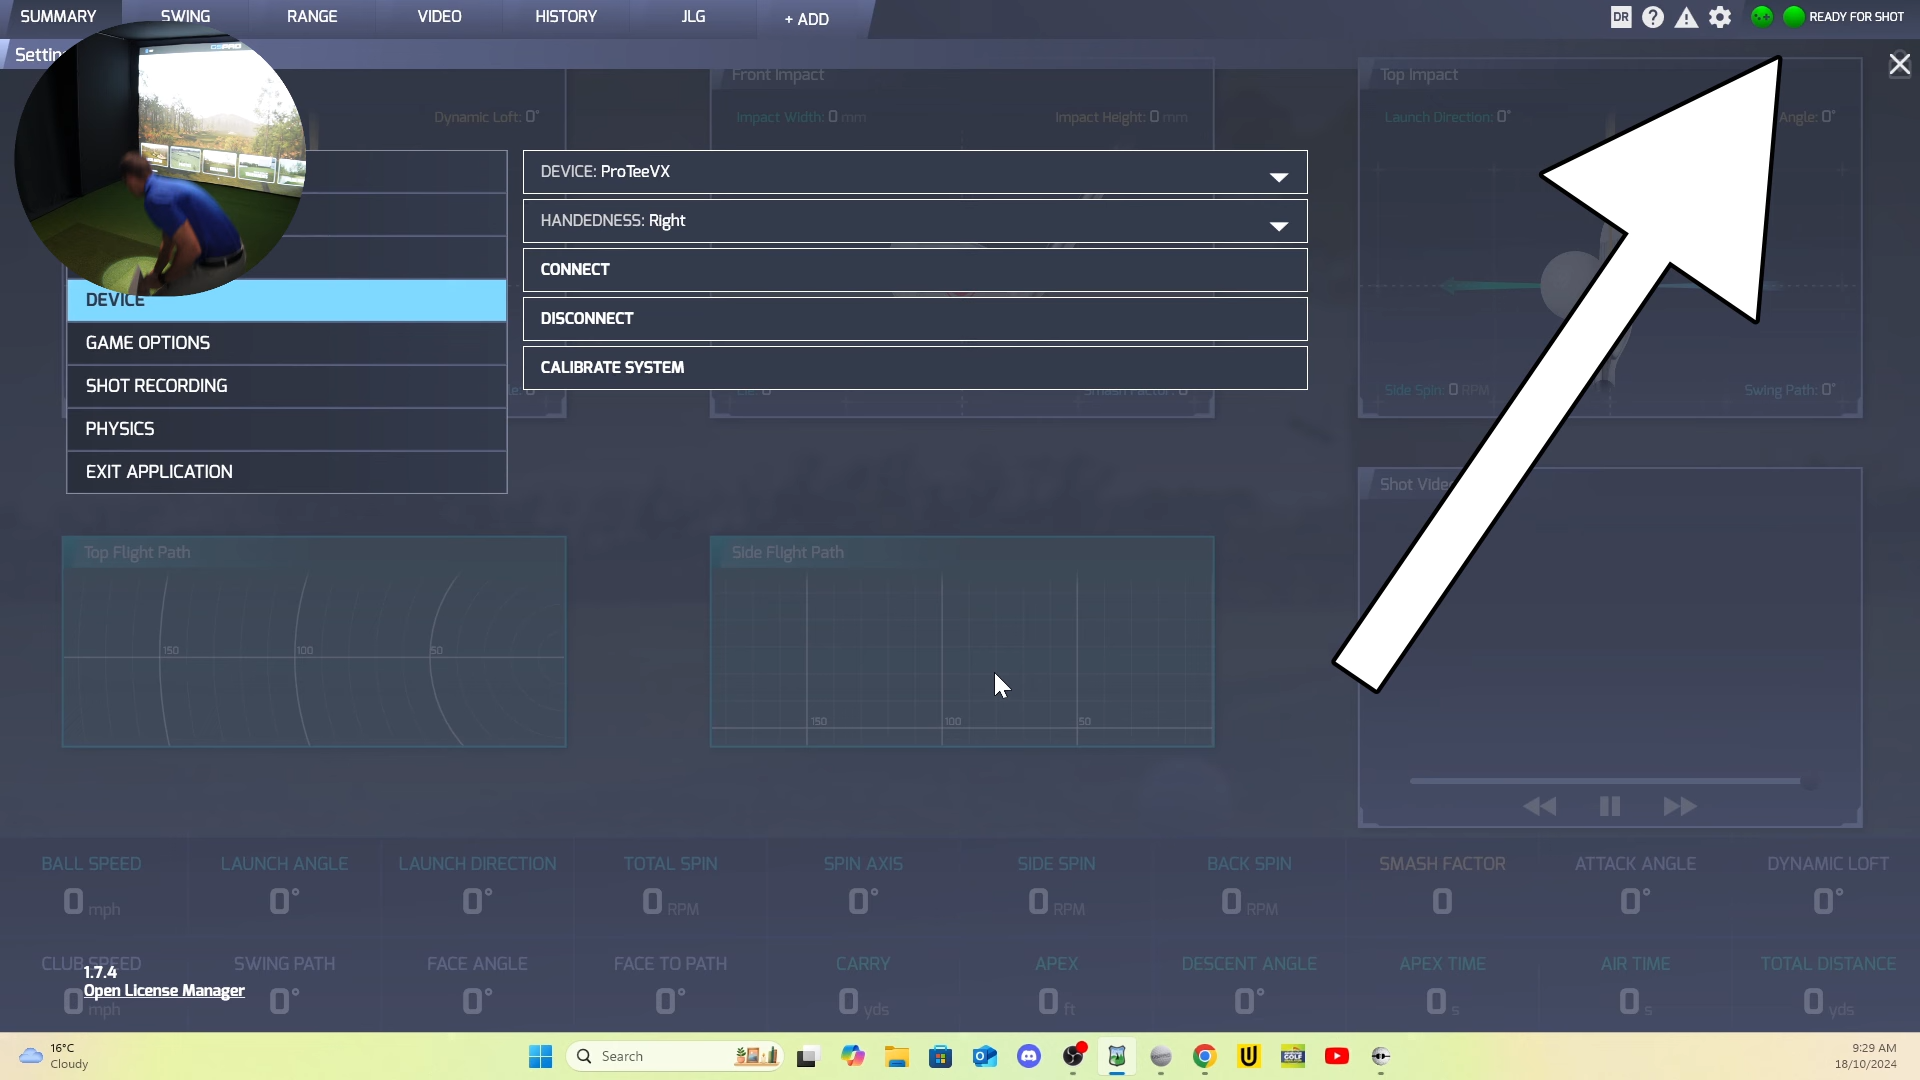 SUMMARY SWING RANGE VIDEO HISTORY JLG + ADD DR ? READY FOR SHOT
Front Impact Top Impact
Dynamic Loft: 0° Impact Width: 0 mm Impact Height: 0 mm Launch Direction: 0° Angle: 0°
DEVICE: ProTeeVX
HANDEDNESS: Right
CONNECT
DEVICE
DISCONNECT
GAME OPTIONS
CALIBRATE SYSTEM
SHOT RECORDING
Smash Factor: 0 Side Spin: 0 RPM Swing Path: 0°
PHYSICS
EXIT APPLICATION
Shot Video
Top Flight Path Side Flight Path
150 100 50
150 100 50
BALL SPEED LAUNCH ANGLE LAUNCH DIRECTION TOTAL SPIN SPIN AXIS SIDE SPIN BACK SPIN SMASH FACTOR ATTACK ANGLE DYNAMIC LOFT
0 mph 0° 0° 0 RPM 0° 0 RPM 0 RPM 0 0° 0°
CLUB SPEED SWING PATH FACE ANGLE FACE TO PATH CARRY APEX DESCENT ANGLE APEX TIME AIR TIME TOTAL DISTANCE
1.7.4
Open License Manager
0 mph 0° 0° 0° 0 yds 0 ft 0° 0 s 0 s 0 yds
16°C
Cloudy
Search
9:29 AM
18/10/2024